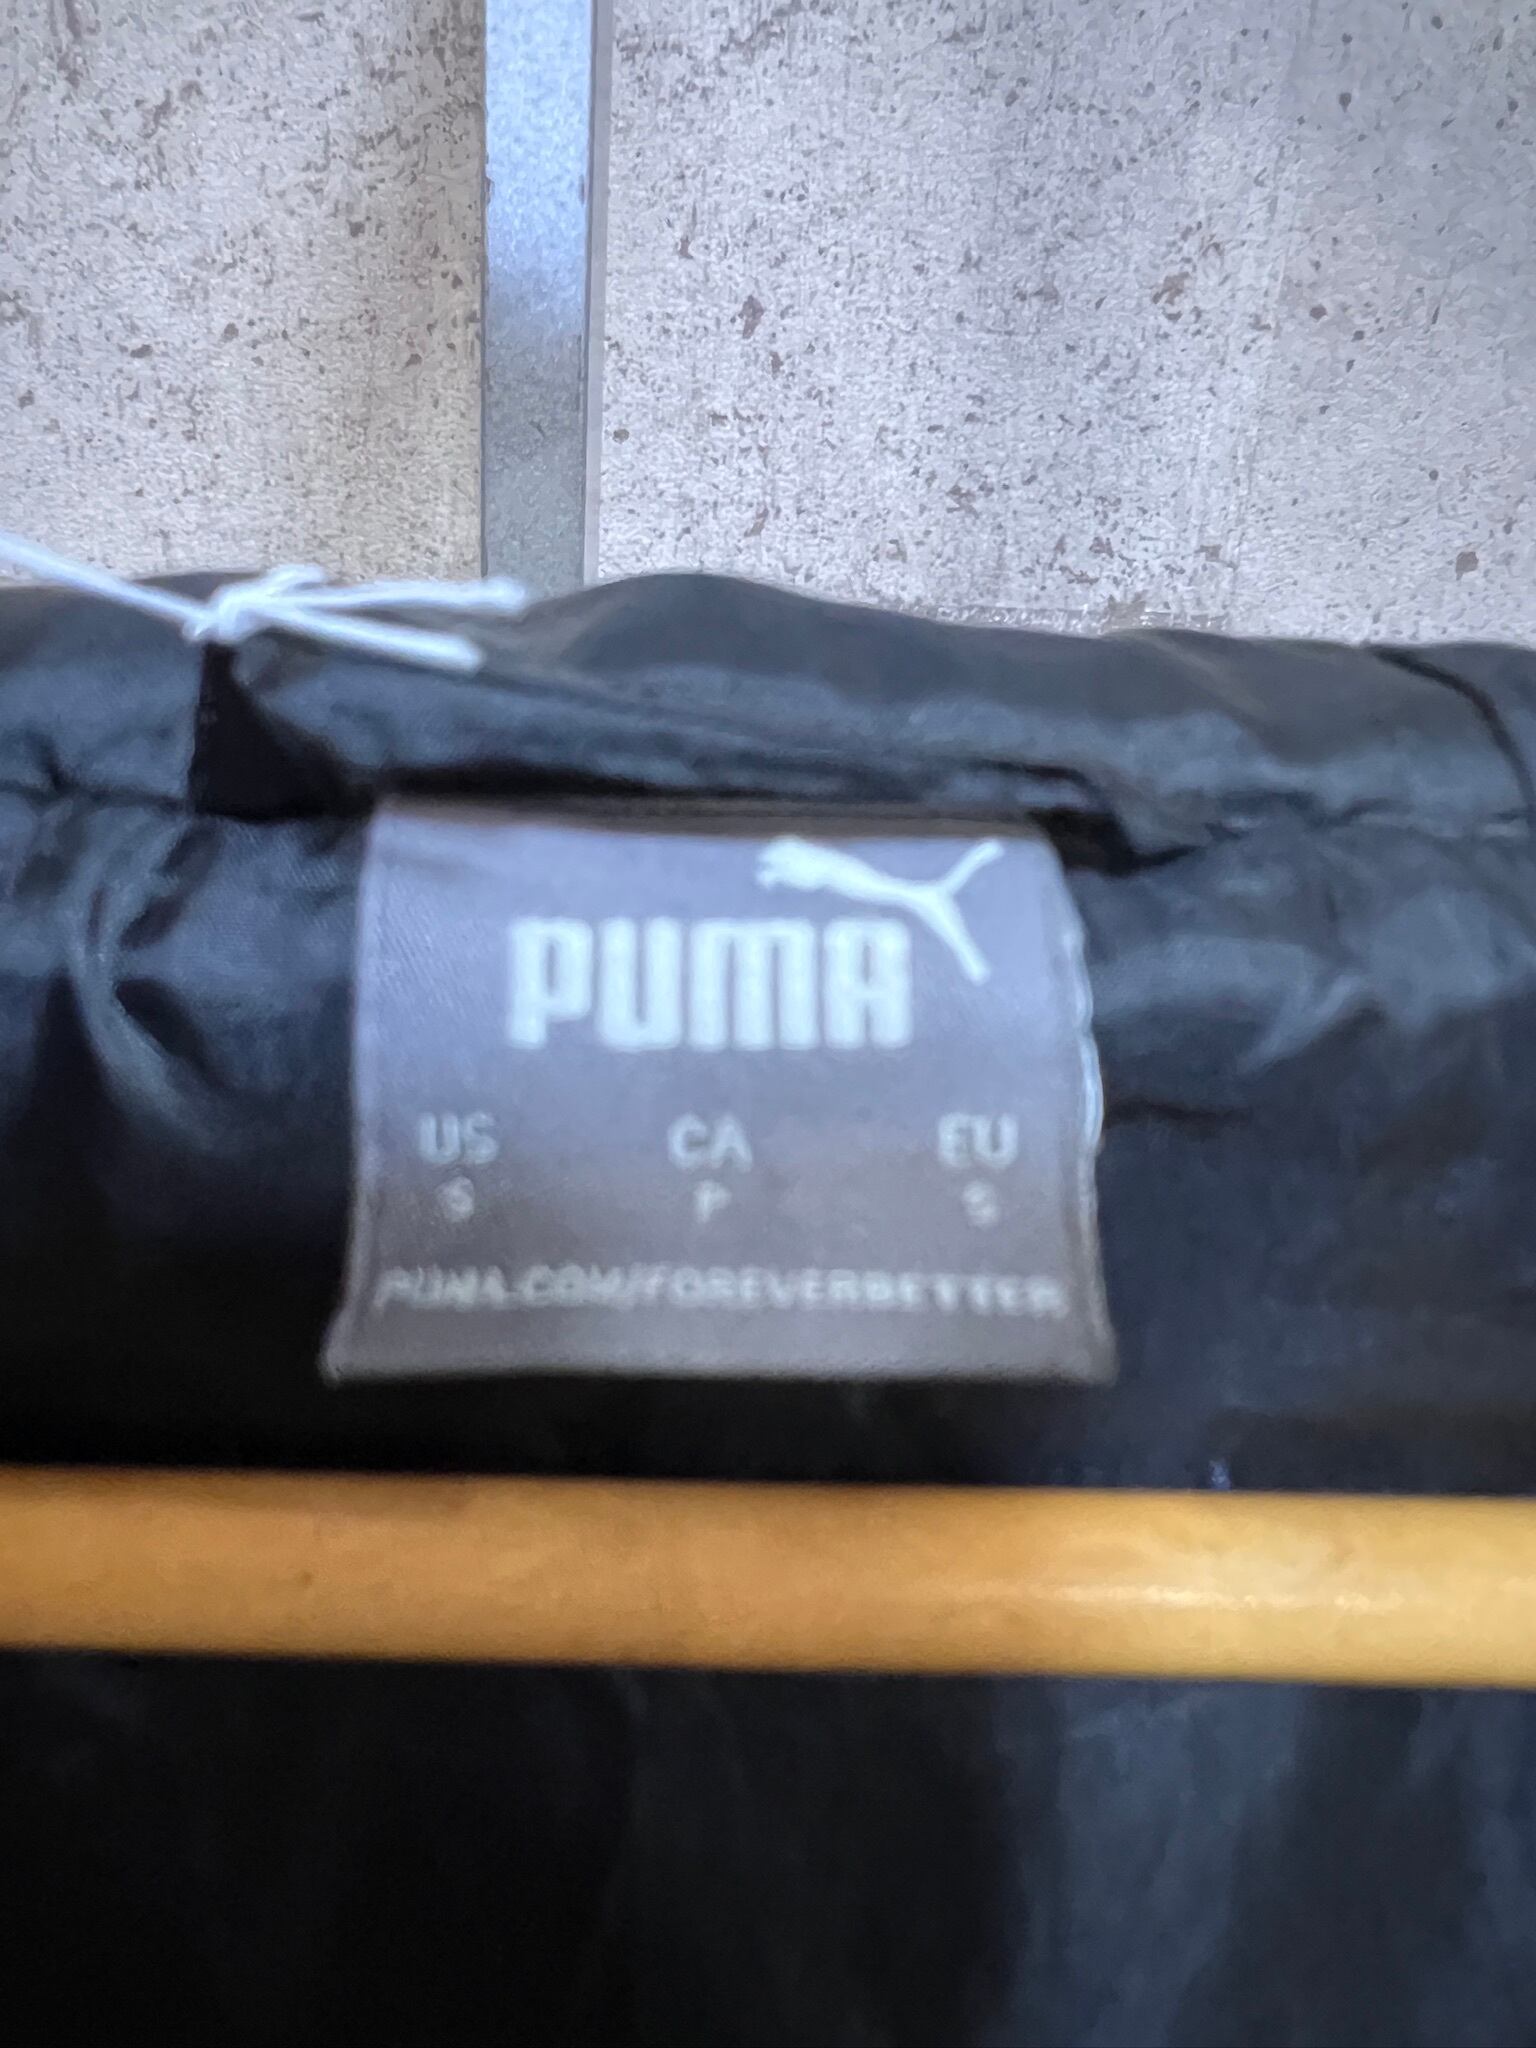 PUMA
US CA EU
S P S
PUMA.COM/FOREVERBETTER